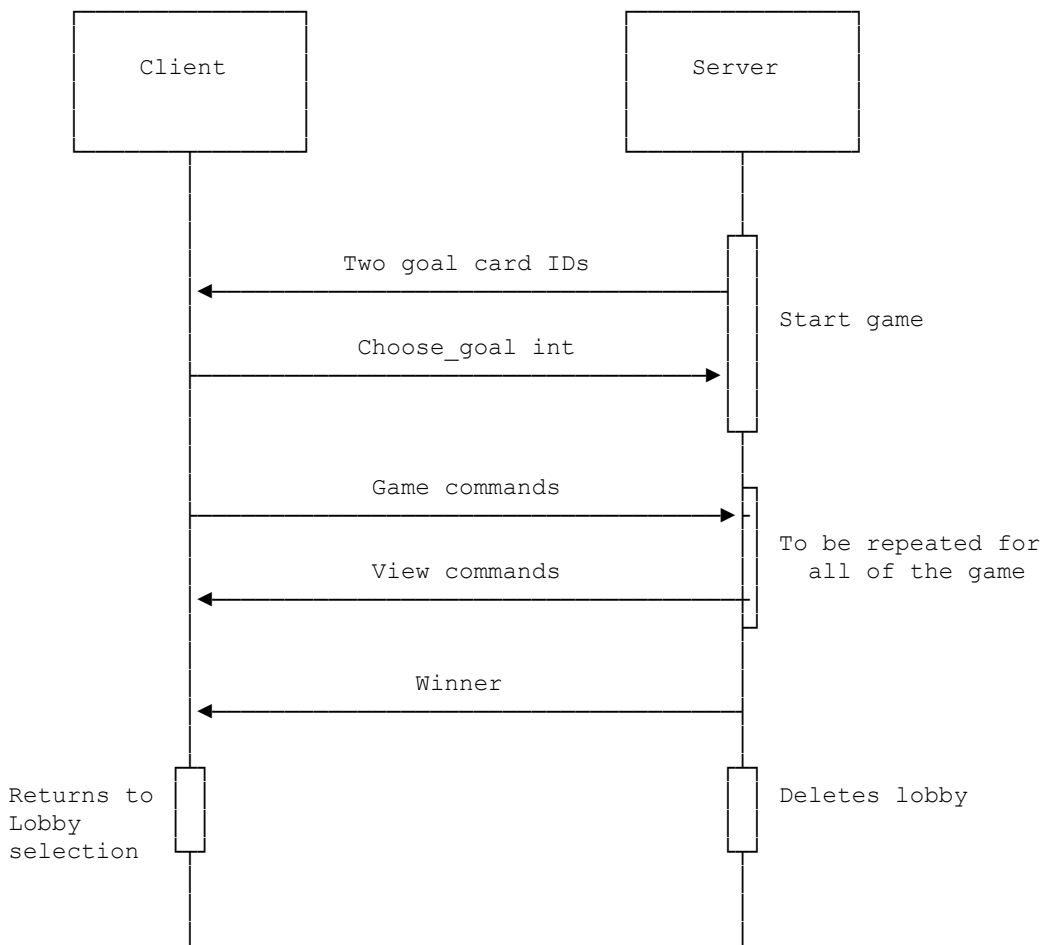 Client
Server
Two goal card IDs
Start game
Choose_goal int
Game commands
To be repeated for
all of the game
View commands
Winner
Returns to
Lobby
selection
Deletes lobby